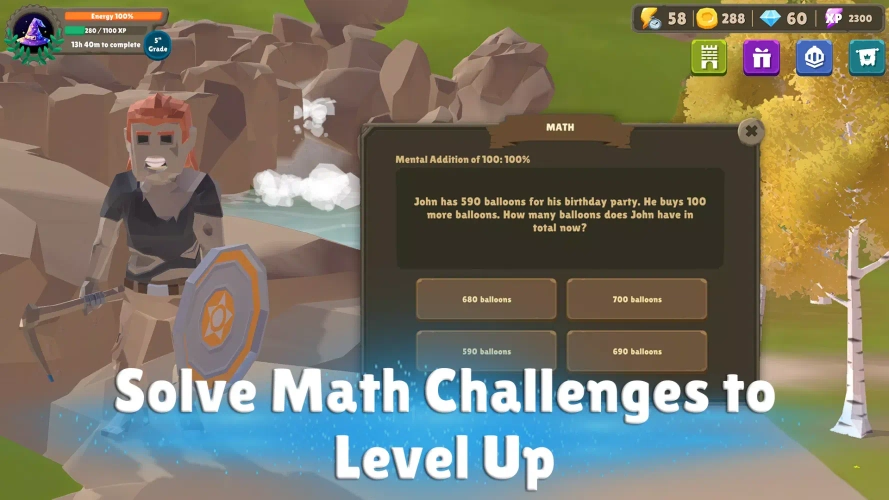 Energy 100%
280 / 1100 XP
13h 40m to complete
5th
Grade
58
288
60
XP 2300
MATH
Mental Addition of 100: 100%
John has 590 balloons for his birthday party. He buys 100
more balloons. How many balloons does John have in
total now?
680 balloons
700 balloons
590 balloons
690 balloons
Solve Math Challenges to
Level Up